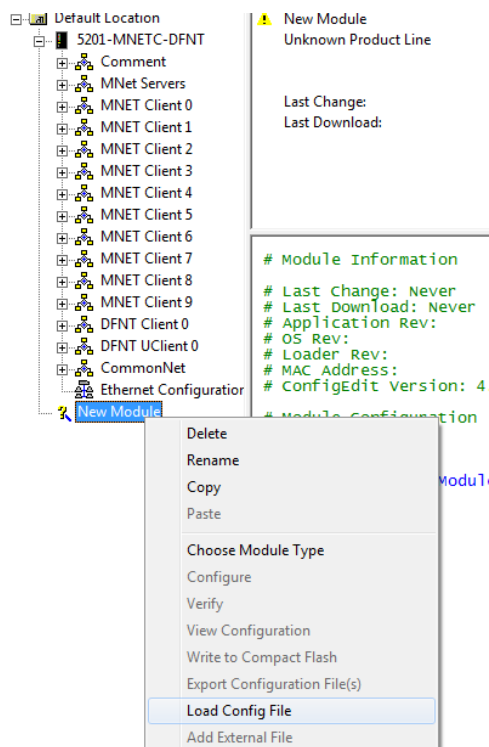 Default Location
5201-MNETC-DFNT
Comment
MNet Servers
MNET Client 0
MNET Client 1
MNET Client 2
MNET Client 3
MNET Client 4
MNET Client 5
MNET Client 6
MNET Client 7
MNET Client 8
MNET Client 9
DFNT Client 0
DFNT UClient 0
CommonNet
Ethernet Configuration
New Module
New Module
Unknown Product Line
Last Change:
Last Download:
# Module Information
# Last Change: Never
# Last Download: Never
# Application Rev:
# OS Rev:
# Loader Rev:
# MAC Address:
# ConfigEdit Version: 4
# Module Configuration
Module
Delete
Rename
Copy
Paste
Choose Module Type
Configure
Verify
View Configuration
Write to Compact Flash
Export Configuration File(s)
Load Config File
Add External File